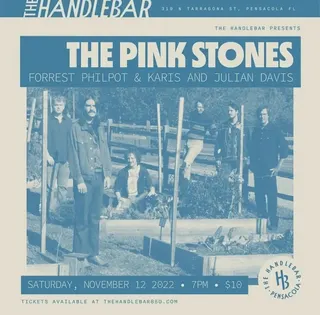 THE HANDLEBAR
319 N TARRAGONA ST, PENSACOLA FL
THE HANDLEBAR PRESENTS
THE PINK STONES
FORREST PHILPOT & KARIS AND JULIAN DAVIS
SATURDAY, NOVEMBER 12 2022 • 7PM • $10
THE HANDLEBAR
HB
PENSACOLA
TICKETS AVAILABLE AT THEHANDLEBAR850.COM